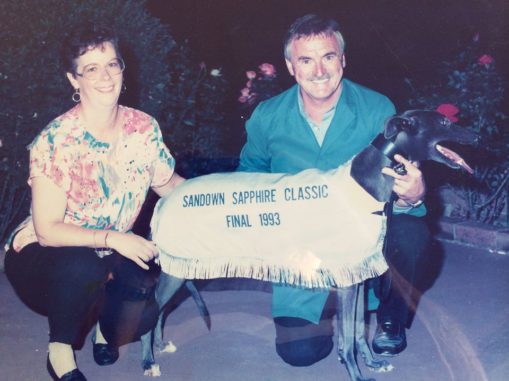 SANDOWN SAPPHIRE CLASSIC
FINAL 1993